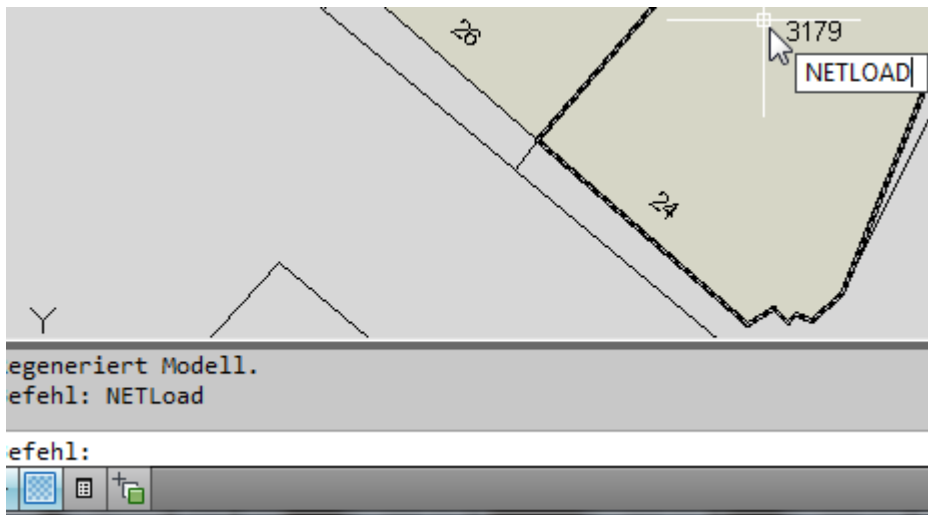 26
3179
NETLOAD
24
Y
egeneriert Modell.
efehl: NETLoad
efehl: